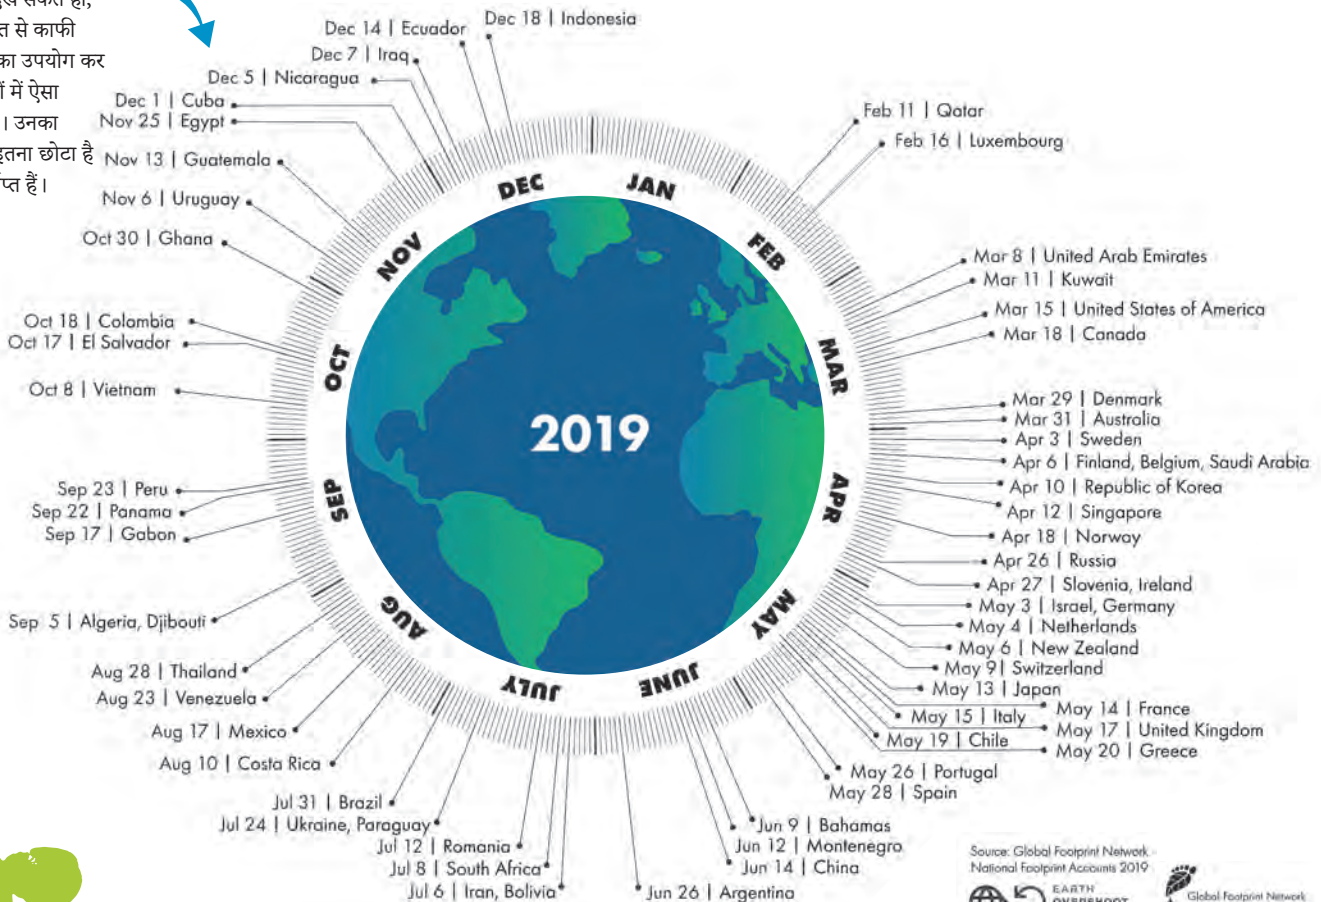 सकते हो,
त से काफी
का उपयोग कर
में ऐसा
। उनका
इतना छोटा है
प्त हैं।
Dec 18 | Indonesia
Dec 14 | Ecuador
Dec 7 | Iraq
Dec 5 | Nicaragua
Dec 1 | Cuba
Nov 25 | Egypt
Nov 13 | Guatemala
Nov 6 | Uruguay
Oct 30 | Ghana
Oct 18 | Colombia
Oct 17 | El Salvador
Oct 8 | Vietnam
Sep 23 | Peru
Sep 22 | Panama
Sep 17 | Gabon
Sep 5 | Algeria, Djibouti
Aug 28 | Thailand
Aug 23 | Venezuela
Aug 17 | Mexico
Aug 10 | Costa Rica
Jul 31 | Brazil
Jul 24 | Ukraine, Paraguay
Jul 12 | Romania
Jul 8 | South Africa
Jul 6 | Iran, Bolivia
Feb 11 | Qatar
Feb 16 | Luxembourg
Mar 8 | United Arab Emirates
Mar 11 | Kuwait
Mar 15 | United States of America
Mar 18 | Canada
Mar 29 | Denmark
Mar 31 | Australia
Apr 3 | Sweden
Apr 6 | Finland, Belgium, Saudi Arabia
Apr 10 | Republic of Korea
Apr 12 | Singapore
Apr 18 | Norway
Apr 26 | Russia
Apr 27 | Slovenia, Ireland
May 3 | Israel, Germany
May 4 | Netherlands
May 6 | New Zealand
May 9| Switzerland
May 13 | Japan
May 14 | France
May 15 | Italy
May 17 | United Kingdom
May 19 | Chile
May 20 | Greece
May 26 | Portugal
May 28 | Spain
Jun 9 | Bahamas
Jun 12 | Montenegro
Jun 14 | China
Jun 26 | Argentina
JAN
FEB
MAR
APR
MAY
JUNE
JULY
AUG
SEP
OCT
NOV
DEC
2019
Source: Global Footprint Network
National Footprint Accounts 2019
EARTH
OVERSHOOT
Global Footprint Network